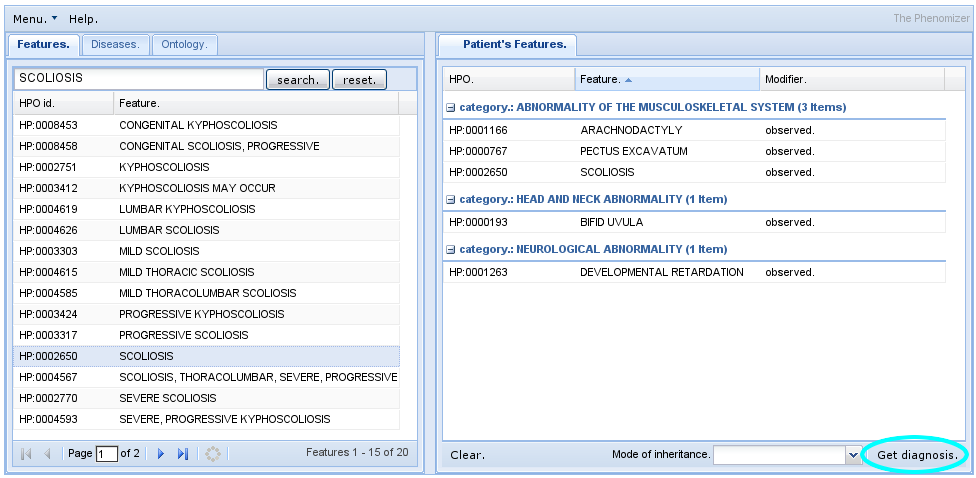 Menu. Help. The Phenomizer
Features. Diseases. Ontology.
SCOLIOSIS search. reset.
HPO id. Feature.
HP:0008453 CONGENITAL KYPHOSCOLIOSIS
HP:0008458 CONGENITAL SCOLIOSIS, PROGRESSIVE
HP:0002751 KYPHOSCOLIOSIS
HP:0003412 KYPHOSCOLIOSIS MAY OCCUR
HP:0004619 LUMBAR KYPHOSCOLIOSIS
HP:0004626 LUMBAR SCOLIOSIS
HP:0003303 MILD SCOLIOSIS
HP:0004615 MILD THORACIC SCOLIOSIS
HP:0004585 MILD THORACOLUMBAR SCOLIOSIS
HP:0003424 PROGRESSIVE KYPHOSCOLIOSIS
HP:0003317 PROGRESSIVE SCOLIOSIS
HP:0002650 SCOLIOSIS
HP:0004567 SCOLIOSIS, THORACOLUMBAR, SEVERE, PROGRESSIVE
HP:0002770 SEVERE SCOLIOSIS
HP:0004593 SEVERE, PROGRESSIVE KYPHOSCOLIOSIS
Page 1 of 2 Features 1 - 15 of 20
Patient's Features.
HPO. Feature. Modifier.
category.: ABNORMALITY OF THE MUSCULOSKELETAL SYSTEM (3 Items)
HP:0001166 ARACHNODACTYLY observed.
HP:0000767 PECTUS EXCAVATUM observed.
HP:0002650 SCOLIOSIS observed.
category.: HEAD AND NECK ABNORMALITY (1 Item)
HP:0000193 BIFID UVULA observed.
category.: NEUROLOGICAL ABNORMALITY (1 Item)
HP:0001263 DEVELOPMENTAL RETARDATION observed.
Clear. Mode of inheritance. Get diagnosis.